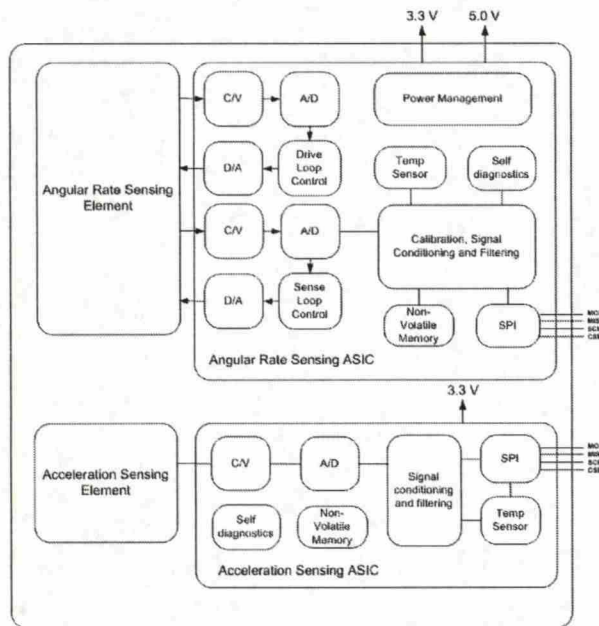 3.3 V
5.0 V
Angular Rate Sensing
Element
C/V
A/D
Power Management
D/A
Drive
Loop
Control
Temp
Sensor
Self
diagnostics
C/V
A/D
Calibration, Signal
Conditioning and Filtering
D/A
Sense
Loop
Control
Non-
Volatile
Memory
SPI
Angular Rate Sensing ASIC
3.3 V
Acceleration Sensing
Element
C/V
A/D
Signal
conditioning
and filtering
SPI
Self
diagnostics
Non-
Volatile
Memory
Temp
Sensor
Acceleration Sensing ASIC